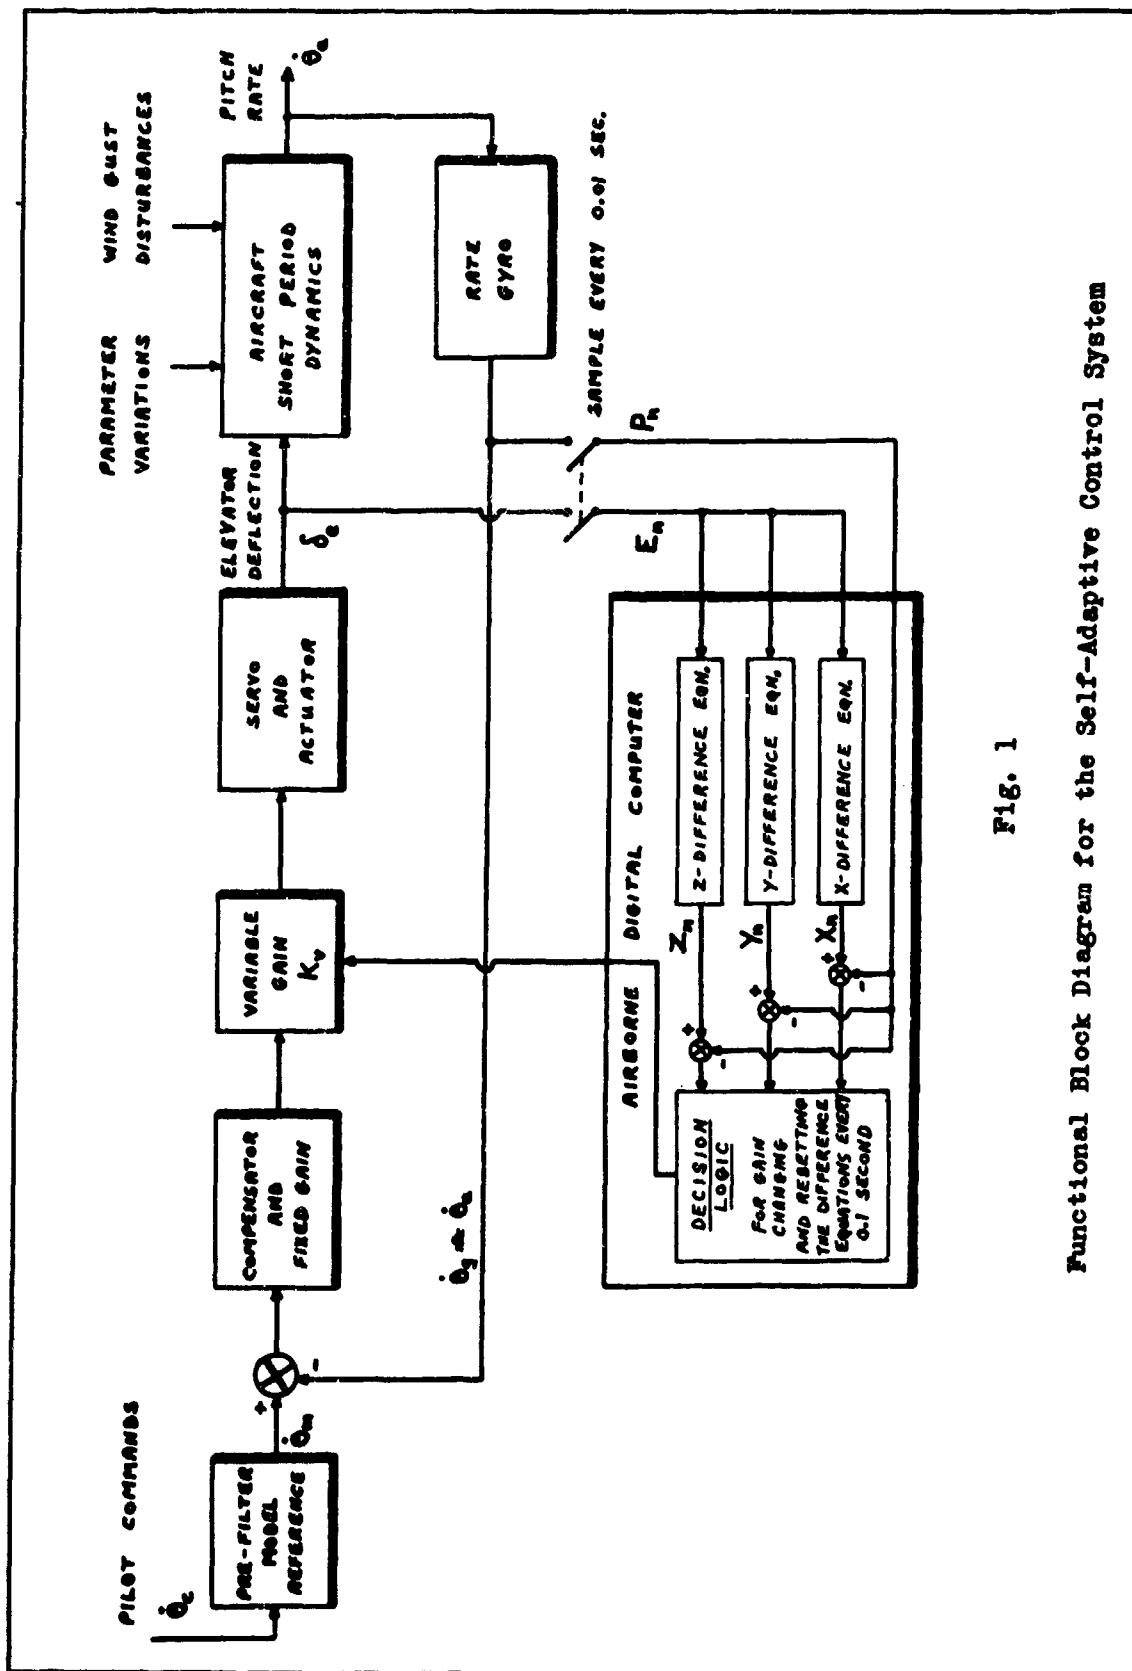 PILOT COMMANDS
θ̇c
PRE-FILTER
MODEL
REFERENCE
θ̇m
+
-
COMPENSATOR
AND
FIXED GAIN
VARIABLE
GAIN
Kv
SERVO
AND
ACTUATOR
ELEVATOR
DEFLECTION
δe
PARAMETER
VARIATIONS
WIND GUST
DISTURBANCES
AIRCRAFT
SHORT PERIOD
DYNAMICS
PITCH
RATE
θ̇a
RATE
GYRO
θ̇g ≈ θ̇a
SAMPLE EVERY 0.01 SEC.
En
Pn
AIRBORNE DIGITAL COMPUTER
DECISION
LOGIC
FOR GAIN
CHANGING
AND RESETTING
THE DIFFERENCE
EQUATIONS EVERY
0.1 SECOND
+
-
Zn
Z-DIFFERENCE EQN.
+
-
Yn
Y-DIFFERENCE EQN.
+
-
Xn
X-DIFFERENCE EQN.
Fig. 1
Functional Block Diagram for the Self-Adaptive Control System